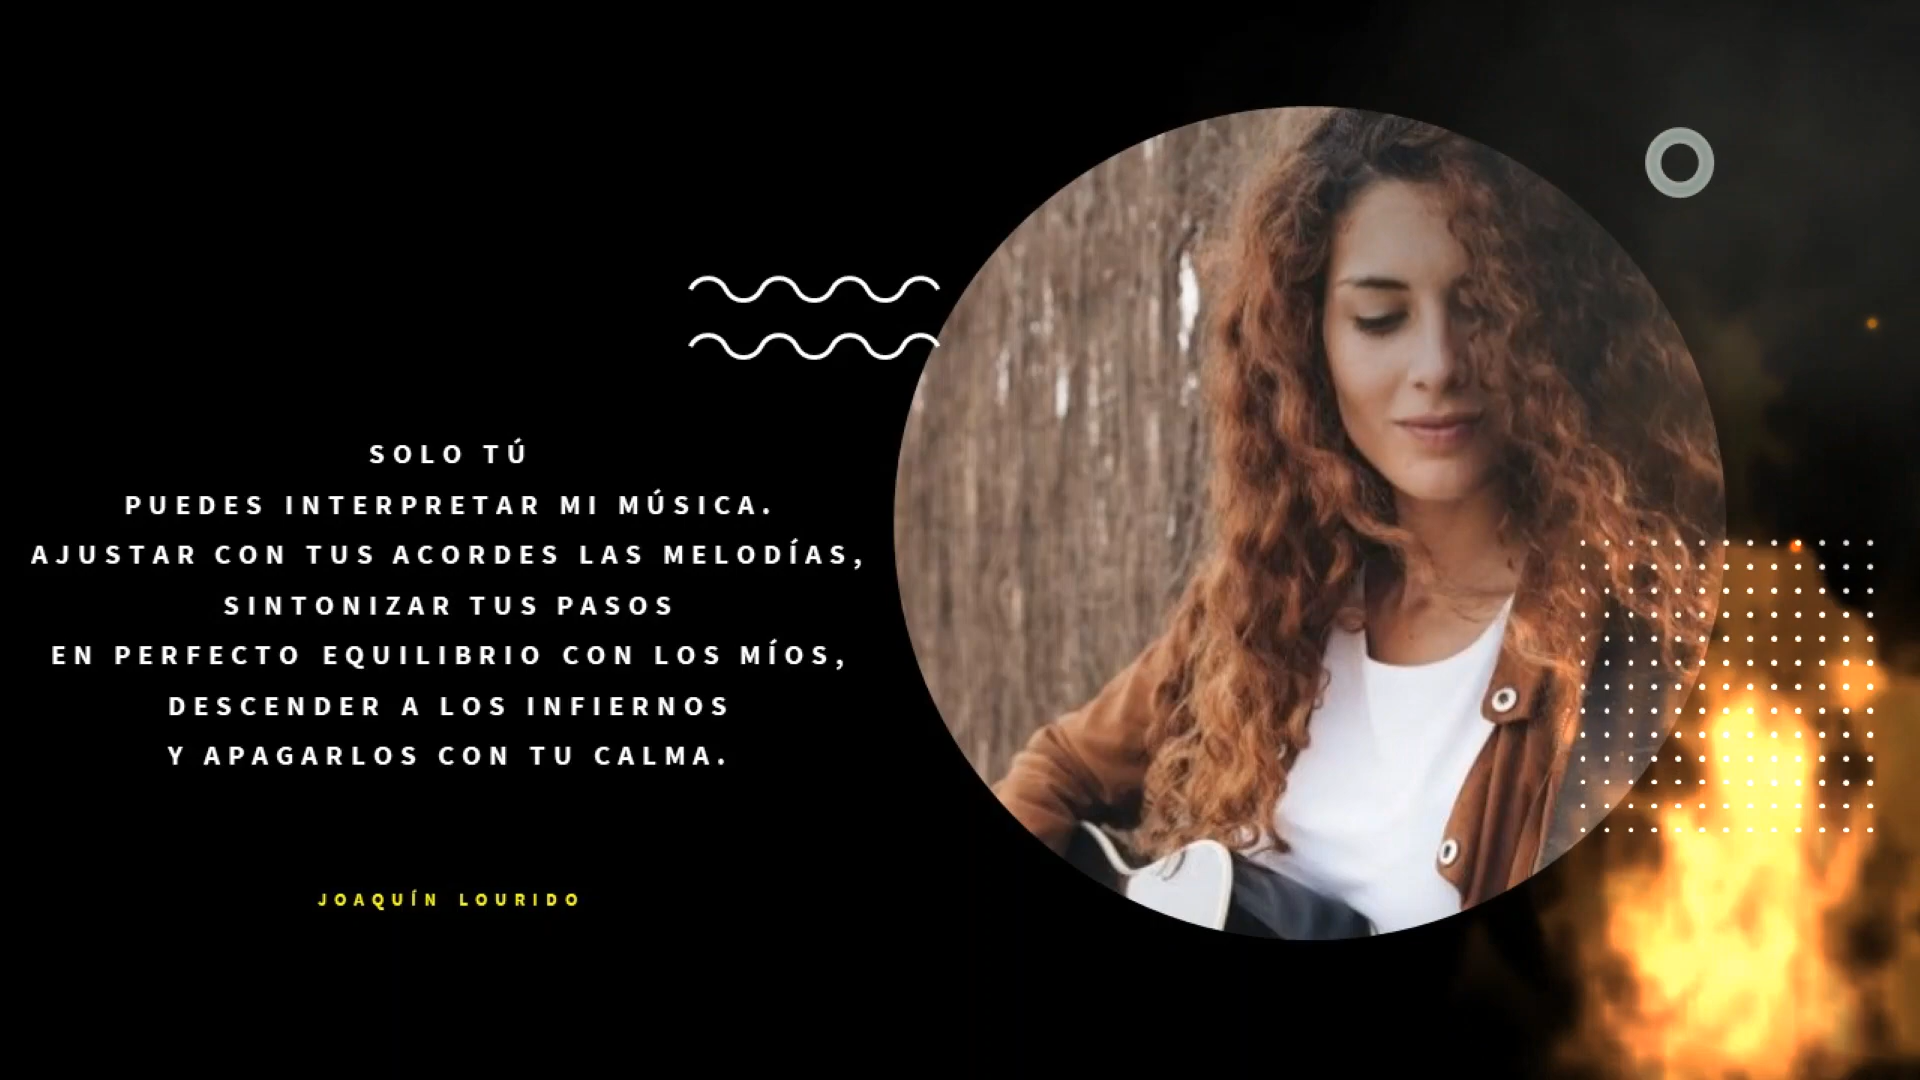 SOLO TÚ
PUEDES INTERPRETAR MI MÚSICA.
AJUSTAR CON TUS ACORDES LAS MELODÍAS,
SINTONIZAR TUS PASOS
EN PERFECTO EQUILIBRIO CON LOS MÍOS,
DESCENDER A LOS INFIERNOS
Y APAGARLOS CON TU CALMA.
JOAQUÍN LOURIDO